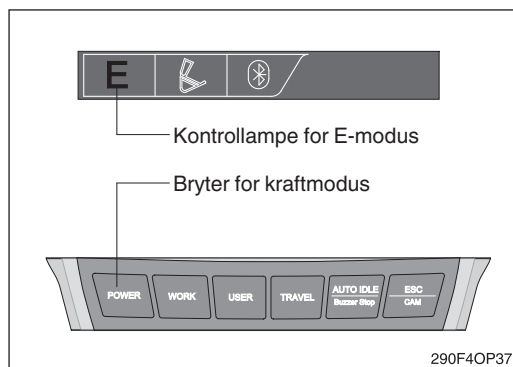 E
Kontrollampe for E-modus
Bryter for kraftmodus
POWER
WORK
USER
TRAVEL
AUTO IDLE
Buzzer Stop
ESC
CAM
290F4OP37